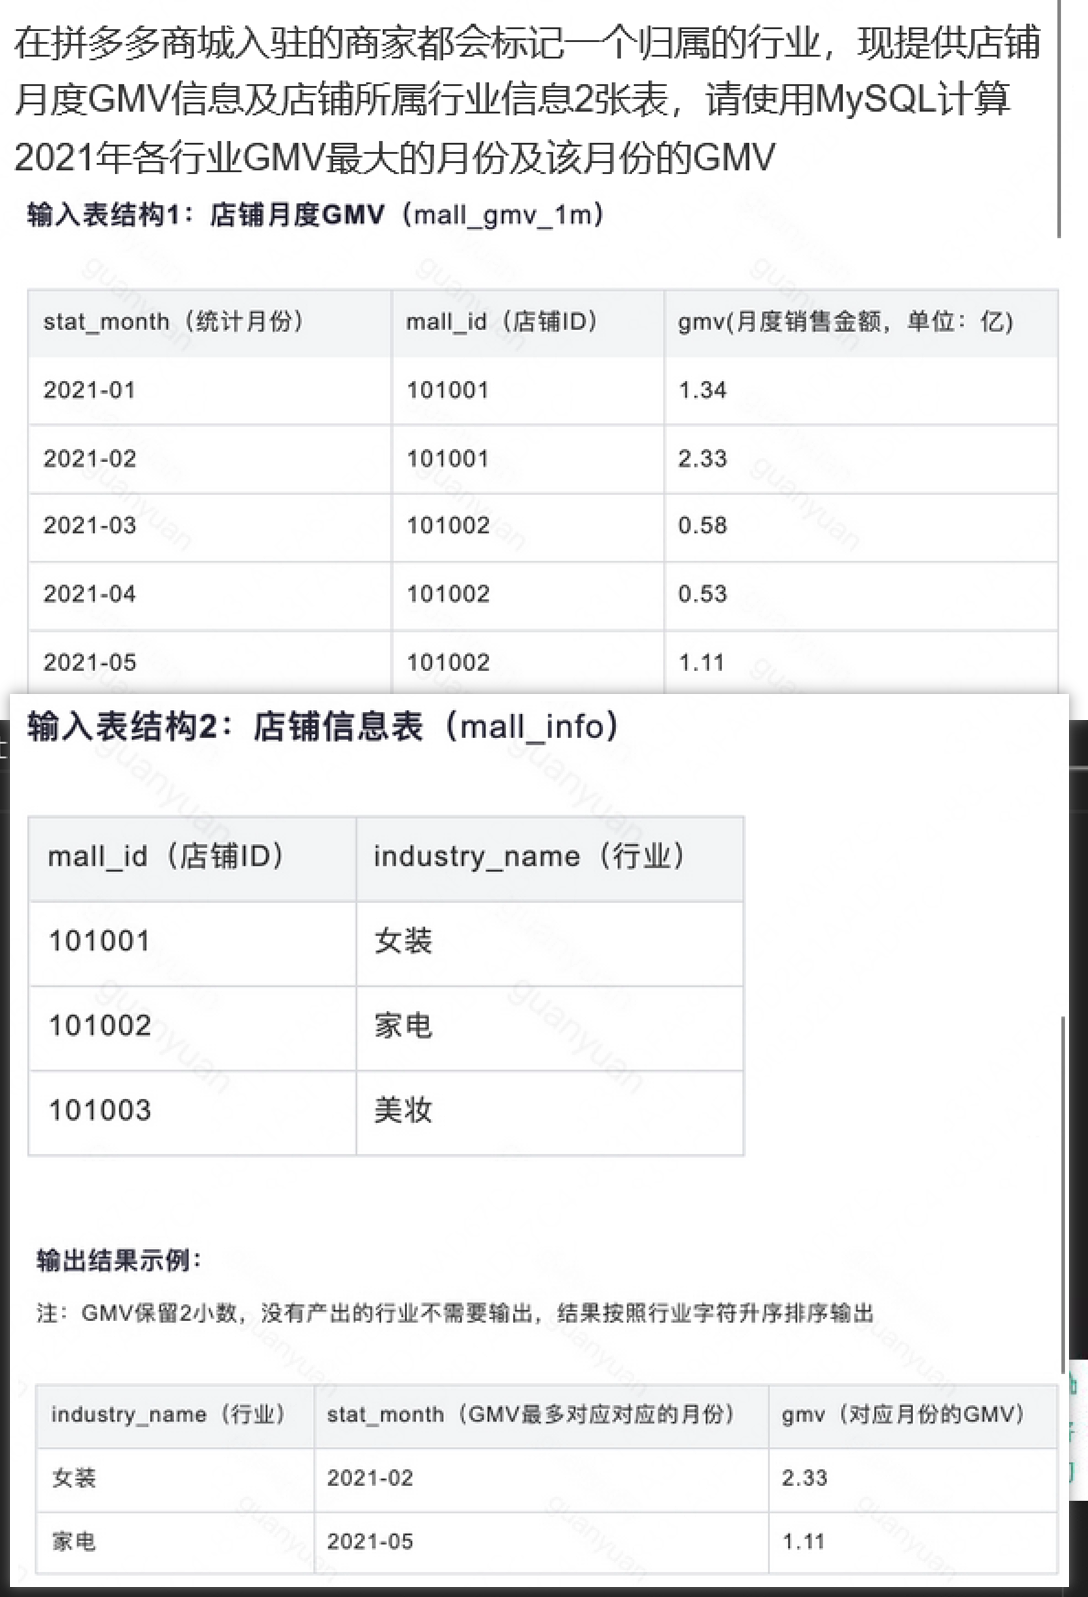 在拼多多商城入驻的商家都会标记一个归属的行业，现提供店铺
月度GMV信息及店铺所属行业信息2张表，请使用MySQL计算
2021年各行业GMV最大的月份及该月份的GMV
输入表结构1：店铺月度GMV（mall_gmv_1m）
stat_month（统计月份） mall_id（店铺ID） gmv(月度销售金额，单位：亿)
2021-01 101001 1.34
2021-02 101001 2.33
2021-03 101002 0.58
2021-04 101002 0.53
2021-05 101002 1.11
输入表结构2：店铺信息表（mall_info）
mall_id（店铺ID） industry_name（行业）
101001 女装
101002 家电
101003 美妆
输出结果示例：
注：GMV保留2小数，没有产出的行业不需要输出，结果按照行业字符升序排序输出
industry_name（行业） stat_month（GMV最多对应对应的月份） gmv（对应月份的GMV）
女装 2021-02 2.33
家电 2021-05 1.11
guanyuan